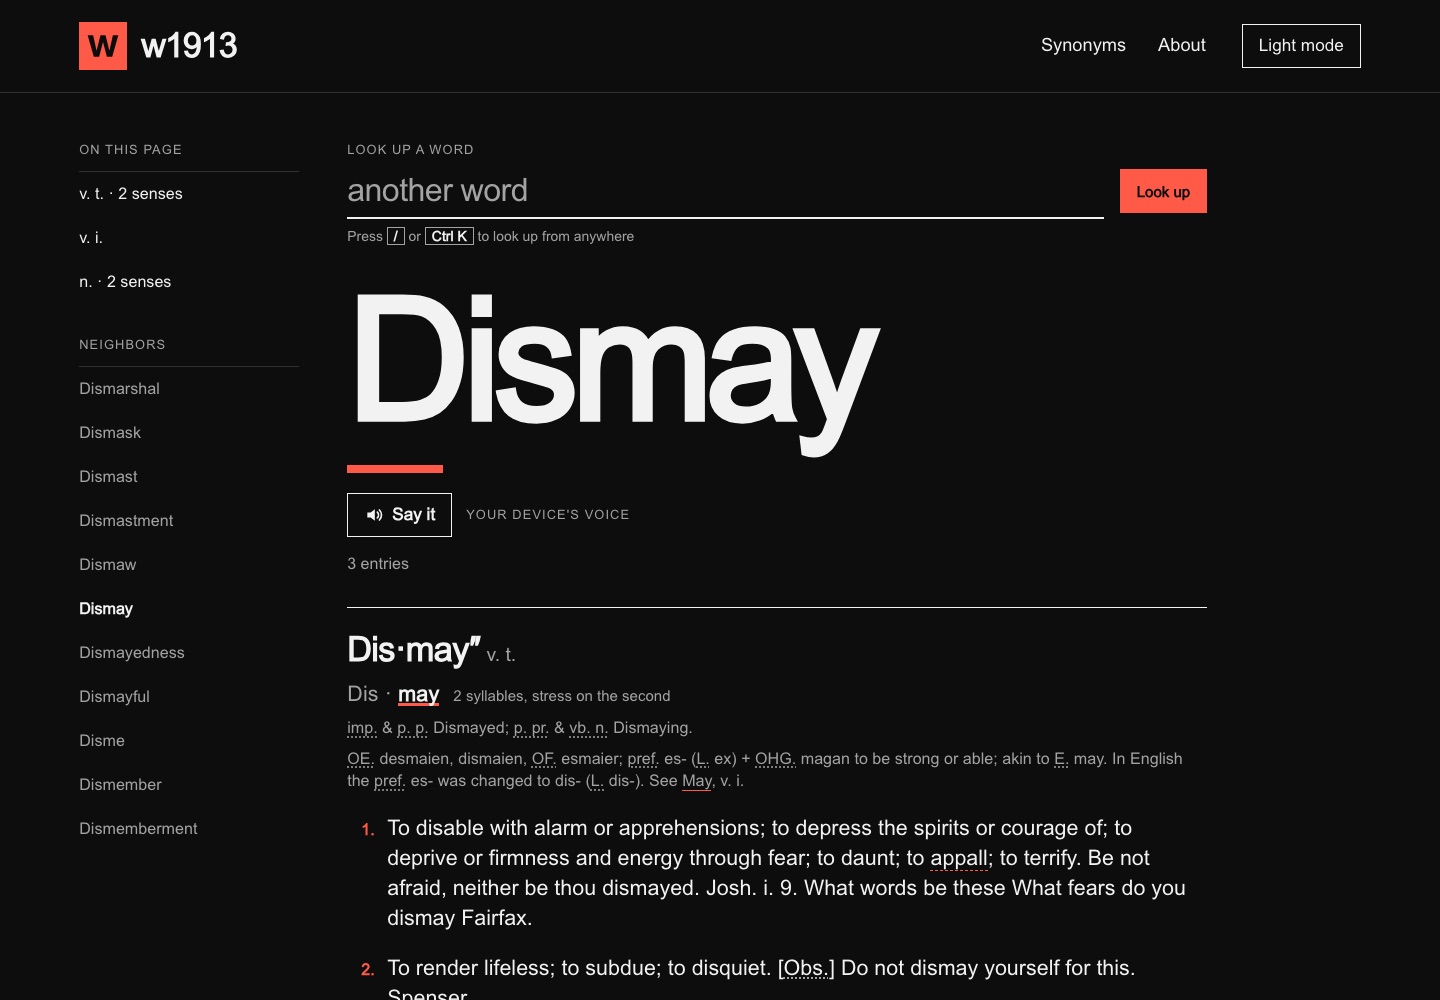 W w1913
Synonyms About Light mode
ON THIS PAGE
v. t. · 2 senses
v. i.
n. · 2 senses
NEIGHBORS
Dismarshal
Dismask
Dismast
Dismastment
Dismaw
Dismay
Dismayedness
Dismayful
Disme
Dismember
Dismemberment
LOOK UP A WORD
another word
Look up
Press / or Ctrl K to look up from anywhere
Dismay
Say it YOUR DEVICE'S VOICE
3 entries
Dis·may″ v. t.
Dis · may 2 syllables, stress on the second
imp. & p. p. Dismayed; p. pr. & vb. n. Dismaying.
OE. desmaien, dismaien, OF. esmaier; pref. es- (L. ex) + OHG. magan to be strong or able; akin to E. may. In English
the pref. es- was changed to dis- (L. dis-). See May, v. i.
1. To disable with alarm or apprehensions; to depress the spirits or courage of; to
deprive or firmness and energy through fear; to daunt; to appall; to terrify. Be not
afraid, neither be thou dismayed. Josh. i. 9. What words be these What fears do you
dismay Fairfax.
2. To render lifeless; to subdue; to disquiet. [Obs.] Do not dismay yourself for this.
Spenser.